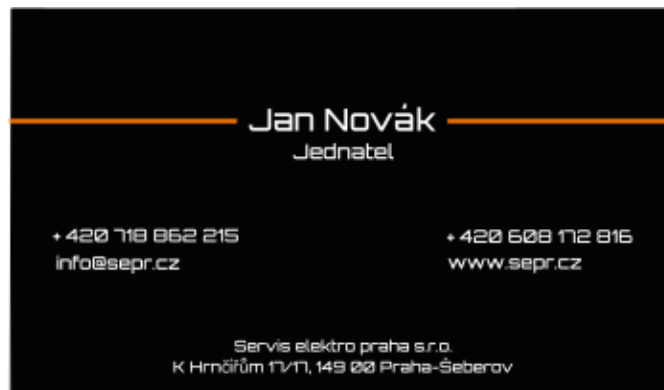 Jan Novák
Jednatel
+420 718 862 215
info@sepr.cz
+420 608 172 816
www.sepr.cz
Servis elektro praha s.r.o.
K Hrnčířům 17/17, 149 00 Praha-Šeberov